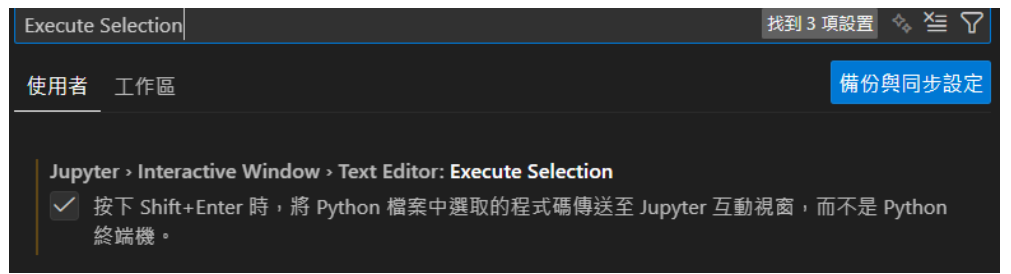 Execute Selection
找到 3 項設置
使用者 工作區
備份與同步設定
Jupyter › Interactive Window › Text Editor: Execute Selection
按下 Shift+Enter 時，將 Python 檔案中選取的程式碼傳送至 Jupyter 互動視窗，而不是 Python
終端機。